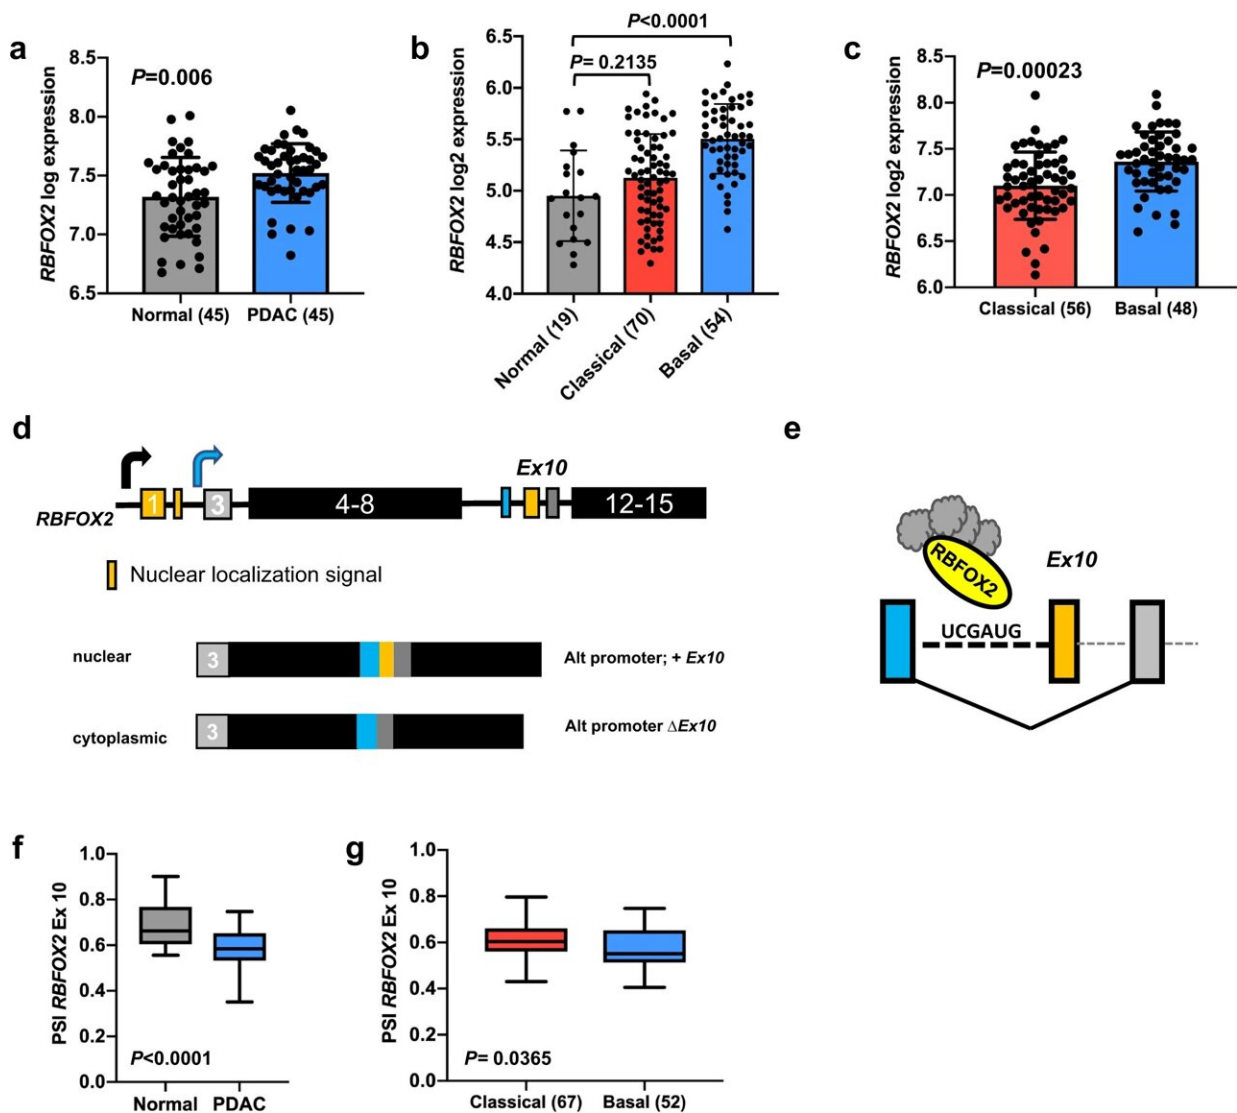 a
RBFOX2 log expression
8.5
8.0
7.5
7.0
6.5
P=0.006
Normal (45)
PDAC (45)
b
RBFOX2 log2 expression
6.5
6.0
5.5
5.0
4.5
4.0
P<0.0001
P= 0.2135
Normal (19)
Classical (70)
Basal (54)
c
RBFOX2 log2 expression
8.5
8.0
7.5
7.0
6.5
6.0
P=0.00023
Classical (56)
Basal (48)
d
Ex10
1
3
4-8
12-15
RBFOX2
Nuclear localization signal
nuclear
3
Alt promoter; + Ex10
cytoplasmic
3
Alt promoter ΔEx10
e
RBFOX2
Ex10
UCGAUG
f
PSI RBFOX2 Ex 10
1.0
0.8
0.6
0.4
0.2
0.0
P<0.0001
Normal
PDAC
g
PSI RBFOX2 Ex 10
1.0
0.8
0.6
0.4
0.2
0.0
P= 0.0365
Classical (67)
Basal (52)